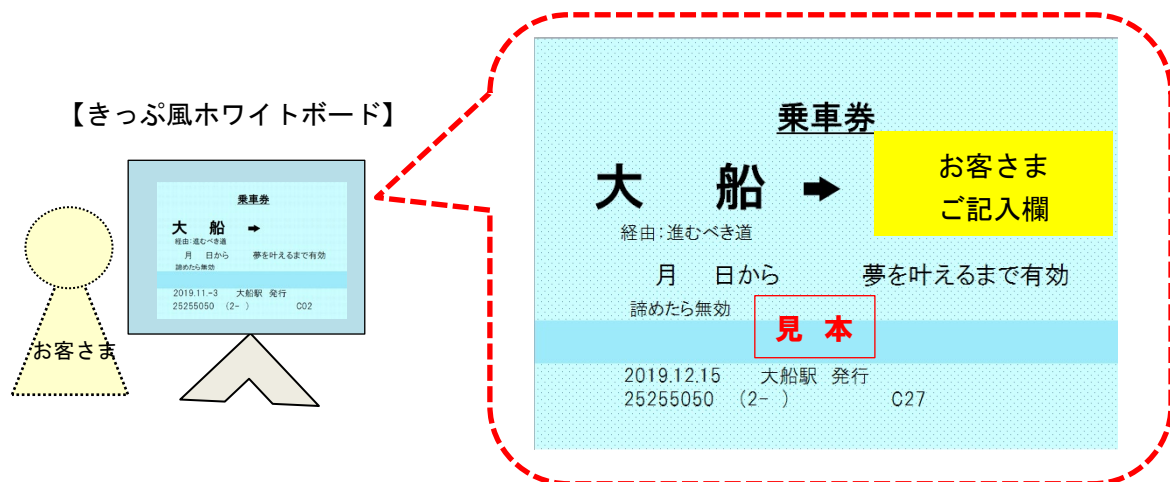 【きっぷ風ホワイトボード】
乗車券
大 船 ➡
経由:進むべき道
月 日から 夢を叶えるまで有効
諦めたら無効
2019.11.-3 大船駅 発行
25255050 (2- ) C02
お客さま
乗車券
大 船 ➡
お客さま
ご記入欄
経由:進むべき道
月 日から 夢を叶えるまで有効
諦めたら無効
見 本
2019.12.15 大船駅 発行
25255050 (2- ) C27